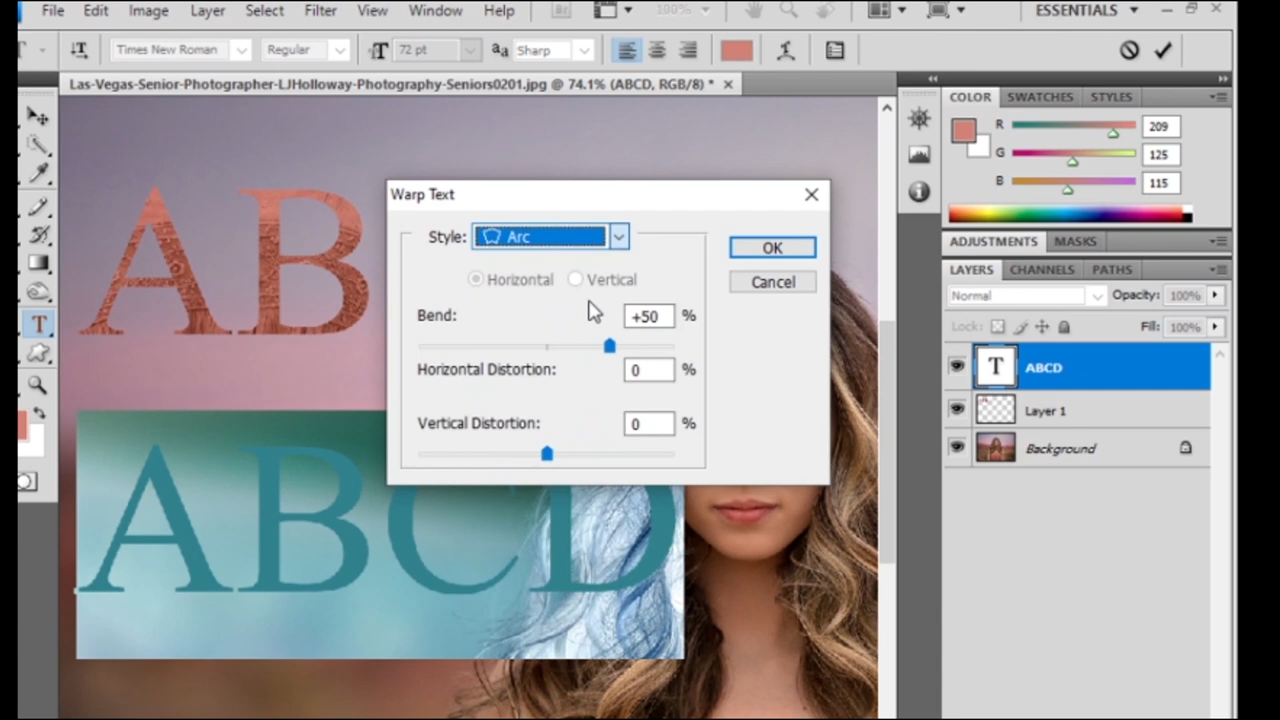 File Edit Image Layer Select Filter View Window Help Br 100% ESSENTIALS
T Times New Roman Regular T 72 pt aa Sharp
Las-Vegas-Senior-Photographer-LJHolloway-Photography-Seniors0201.jpg @ 74.1% (ABCD, RGB/8) *
COLOR SWATCHES STYLES
R 209
G 125
B 115
AB
Warp Text
Style: Arc
OK
Horizontal Vertical
Cancel
Bend: +50 %
Horizontal Distortion: 0 %
Vertical Distortion: 0 %
ABCD
ADJUSTMENTS MASKS
LAYERS CHANNELS PATHS
Normal Opacity: 100%
Lock: Fill: 100%
T ABCD
Layer 1
Background
T